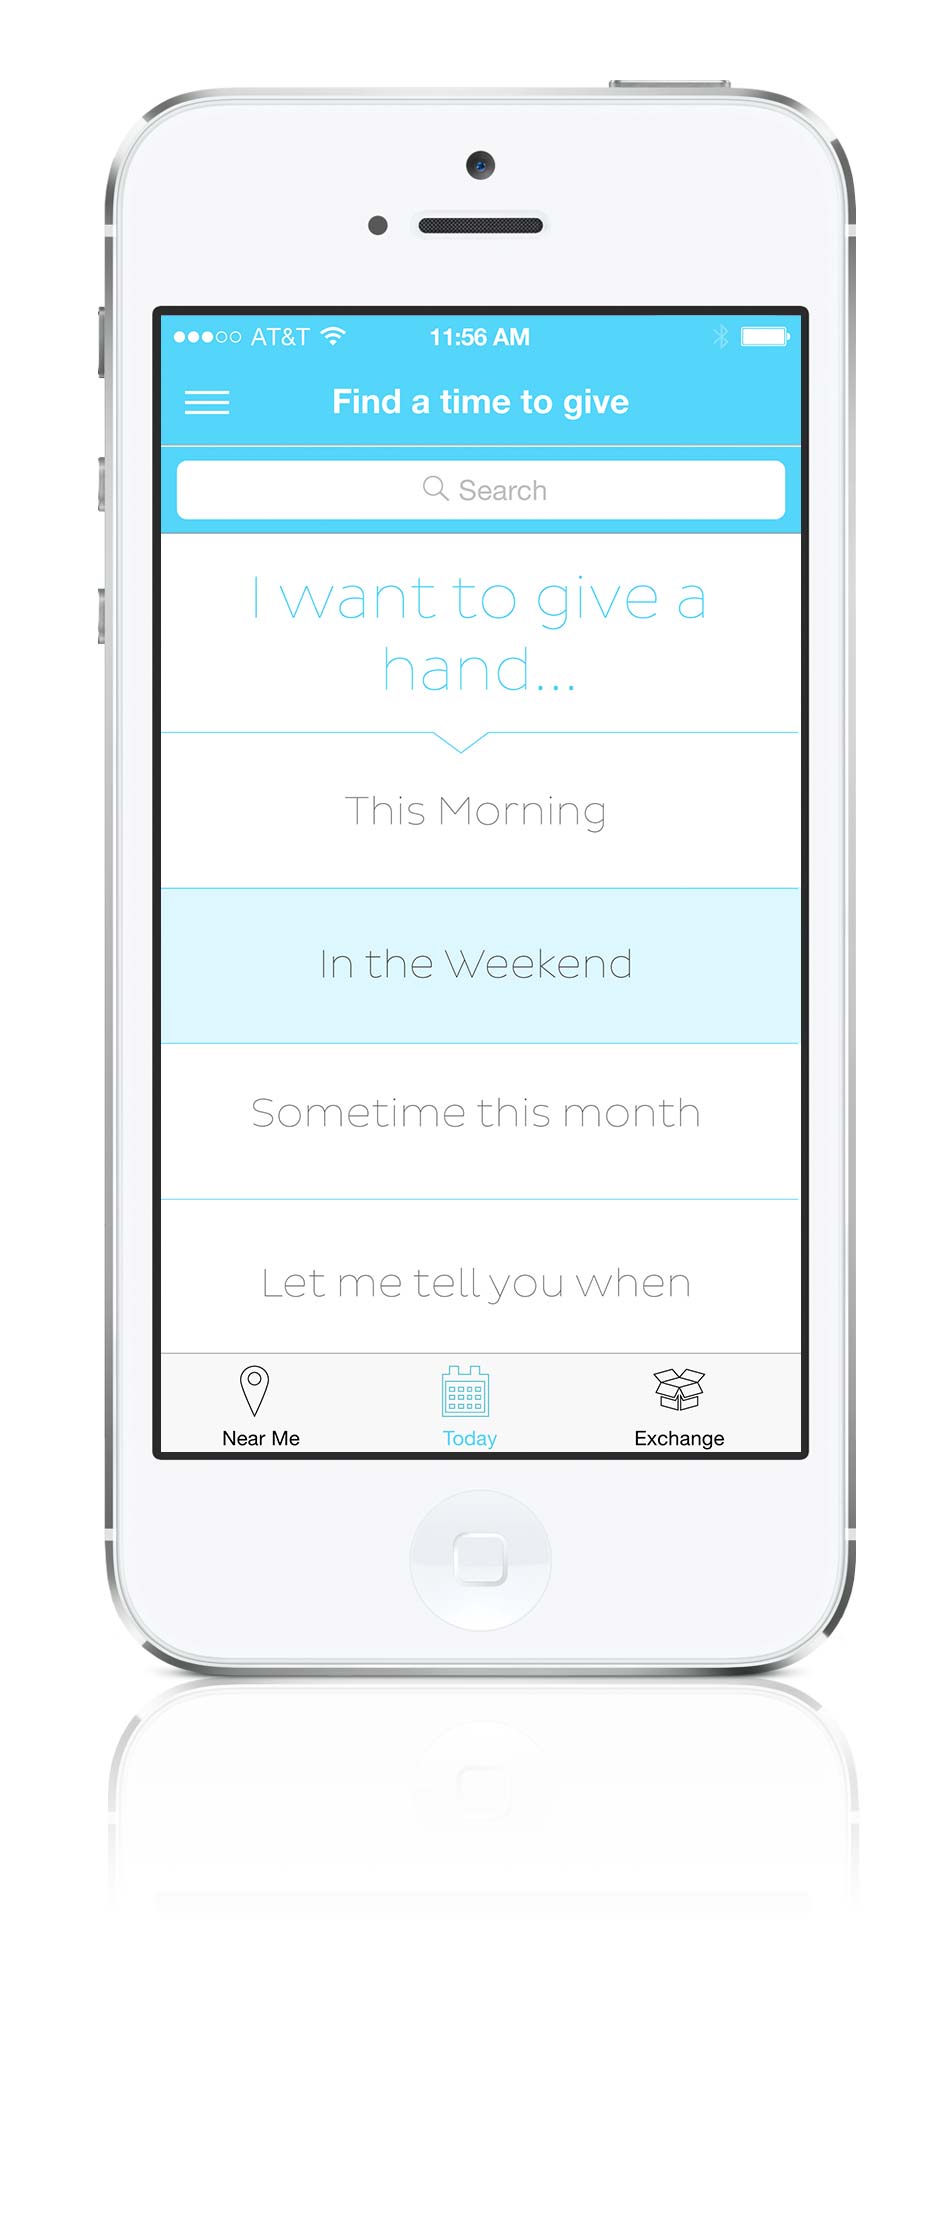 AT&T 11:56 AM
Find a time to give
Search
I want to give a
hand...
This Morning
In the Weekend
Sometime this month
Let me tell you when
Near Me Today Exchange